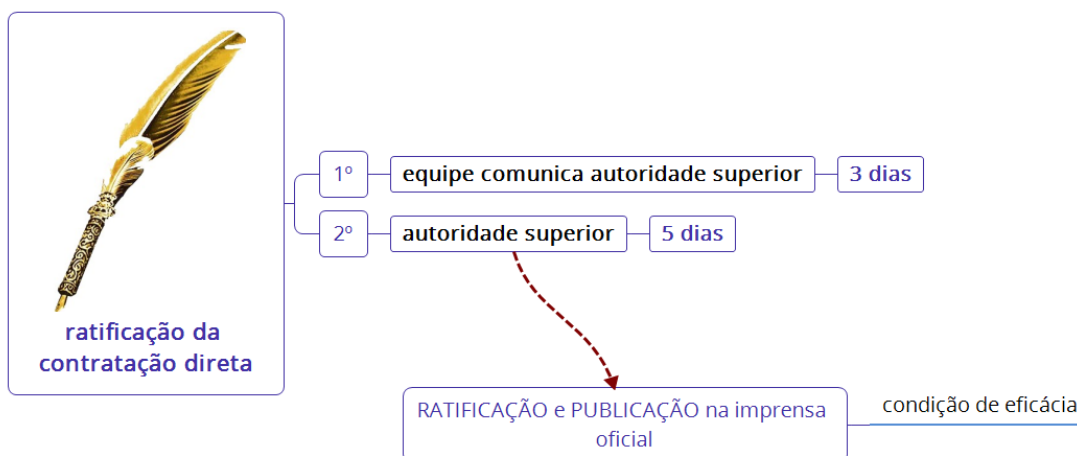 ratificação da
contratação direta
1º
equipe comunica autoridade superior
3 dias
2º
autoridade superior
5 dias
RATIFICAÇÃO e PUBLICAÇÃO na imprensa
oficial
condição de eficácia